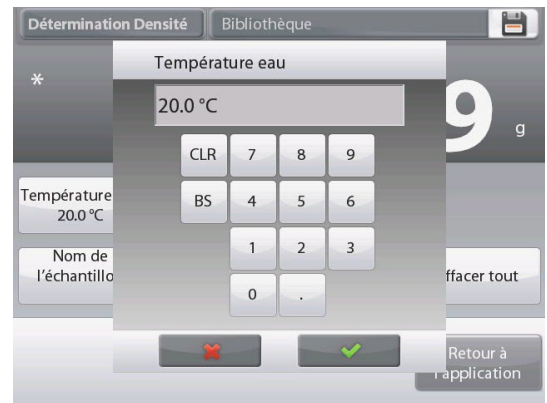 Détermination Densité
Bibliothèque
Température eau
*
9
g
20.0 °C
CLR 7 8 9
BS 4 5 6
1 2 3
0 .
Température
20.0 °C
Nom de
l'échantillo
ffacer tout
Retour à
l'application